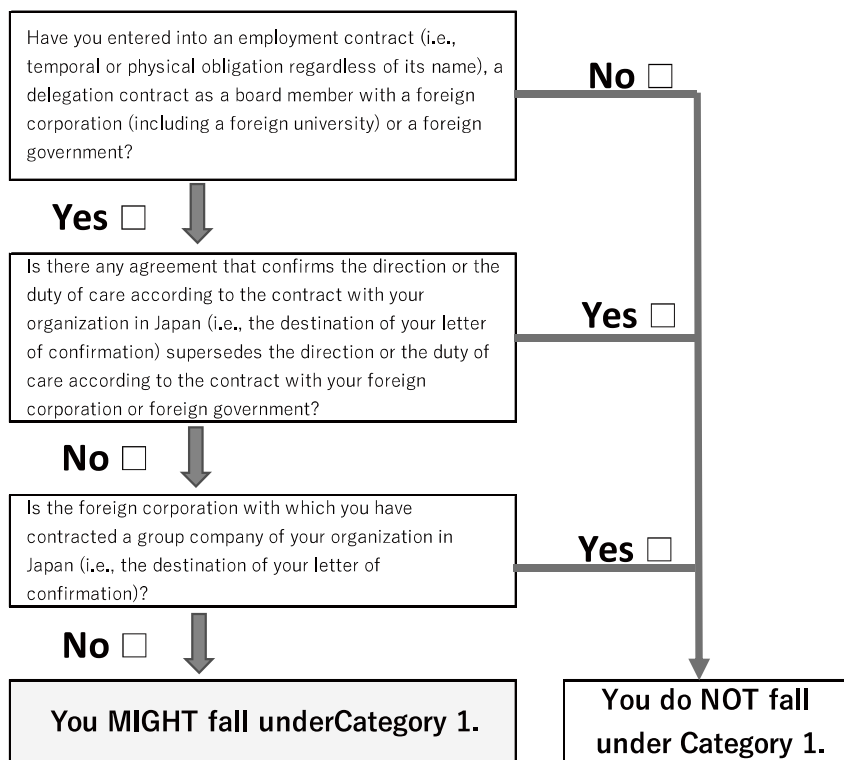 Have you entered into an employment contract (i.e.,
temporal or physical obligation regardless of its name), a
delegation contract as a board member with a foreign
corporation (including a foreign university) or a foreign
government?
No □
Yes □
Is there any agreement that confirms the direction or the
duty of care according to the contract with your
organization in Japan (i.e., the destination of your letter
of confirmation) supersedes the direction or the duty of
care according to the contract with your foreign
corporation or foreign government?
Yes □
No □
Is the foreign corporation with which you have
contracted a group company of your organization in
Japan (i.e., the destination of your letter of
confirmation)?
Yes □
No □
You MIGHT fall underCategory 1.
You do NOT fall
under Category 1.